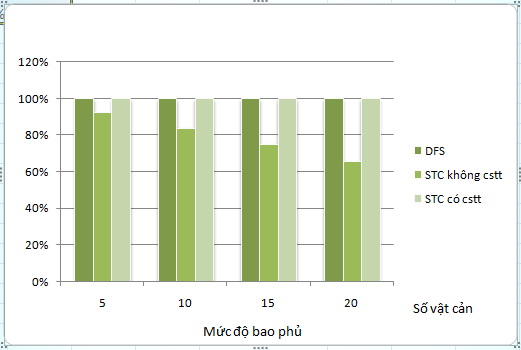 120%
100%
80%
60%
40%
20%
0%
5 10 15 20
DFS
STC không cstt
STC có cstt
Số vật cản
Mức độ bao phủ